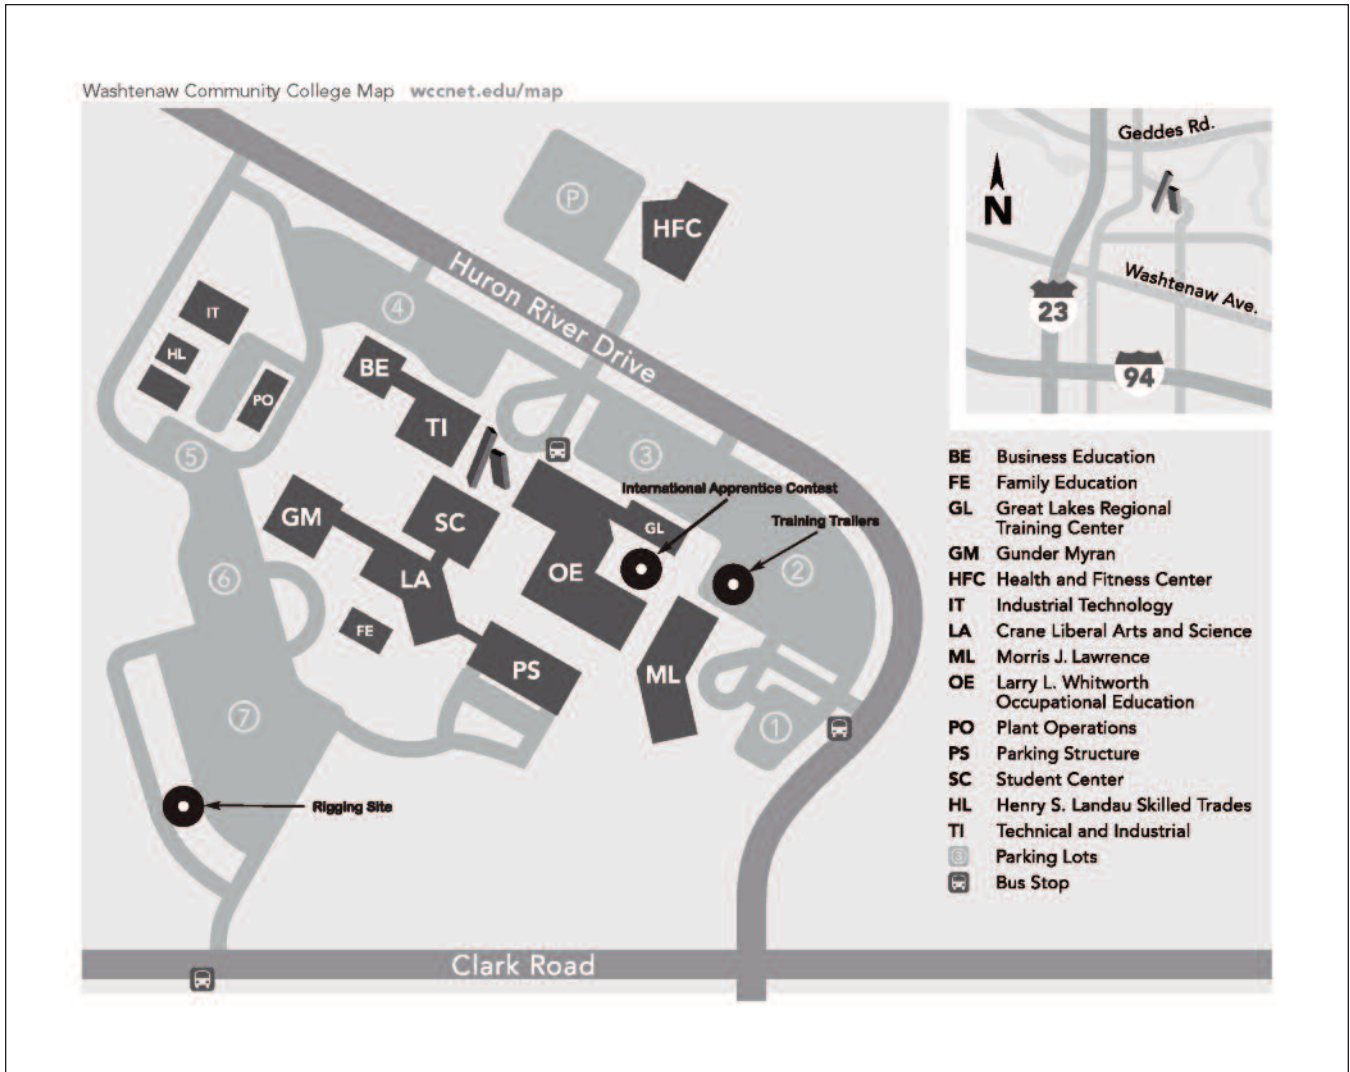 Washtenaw Community College Map wccnet.edu/map
Geddes Rd.
N
Washtenaw Ave.
23
94
Huron River Drive
P
HFC
4
IT
HL
PO
BE
TI
5
3
International Apprentice Contest
Training Trailers
GM
SC
GL
OE
2
6
LA
FE
PS
ML
7
1
Rigging Site
Clark Road
BE Business Education
FE Family Education
GL Great Lakes Regional
Training Center
GM Gunder Myran
HFC Health and Fitness Center
IT Industrial Technology
LA Crane Liberal Arts and Science
ML Morris J. Lawrence
OE Larry L. Whitworth
Occupational Education
PO Plant Operations
PS Parking Structure
SC Student Center
HL Henry S. Landau Skilled Trades
TI Technical and Industrial
3 Parking Lots
Bus Stop